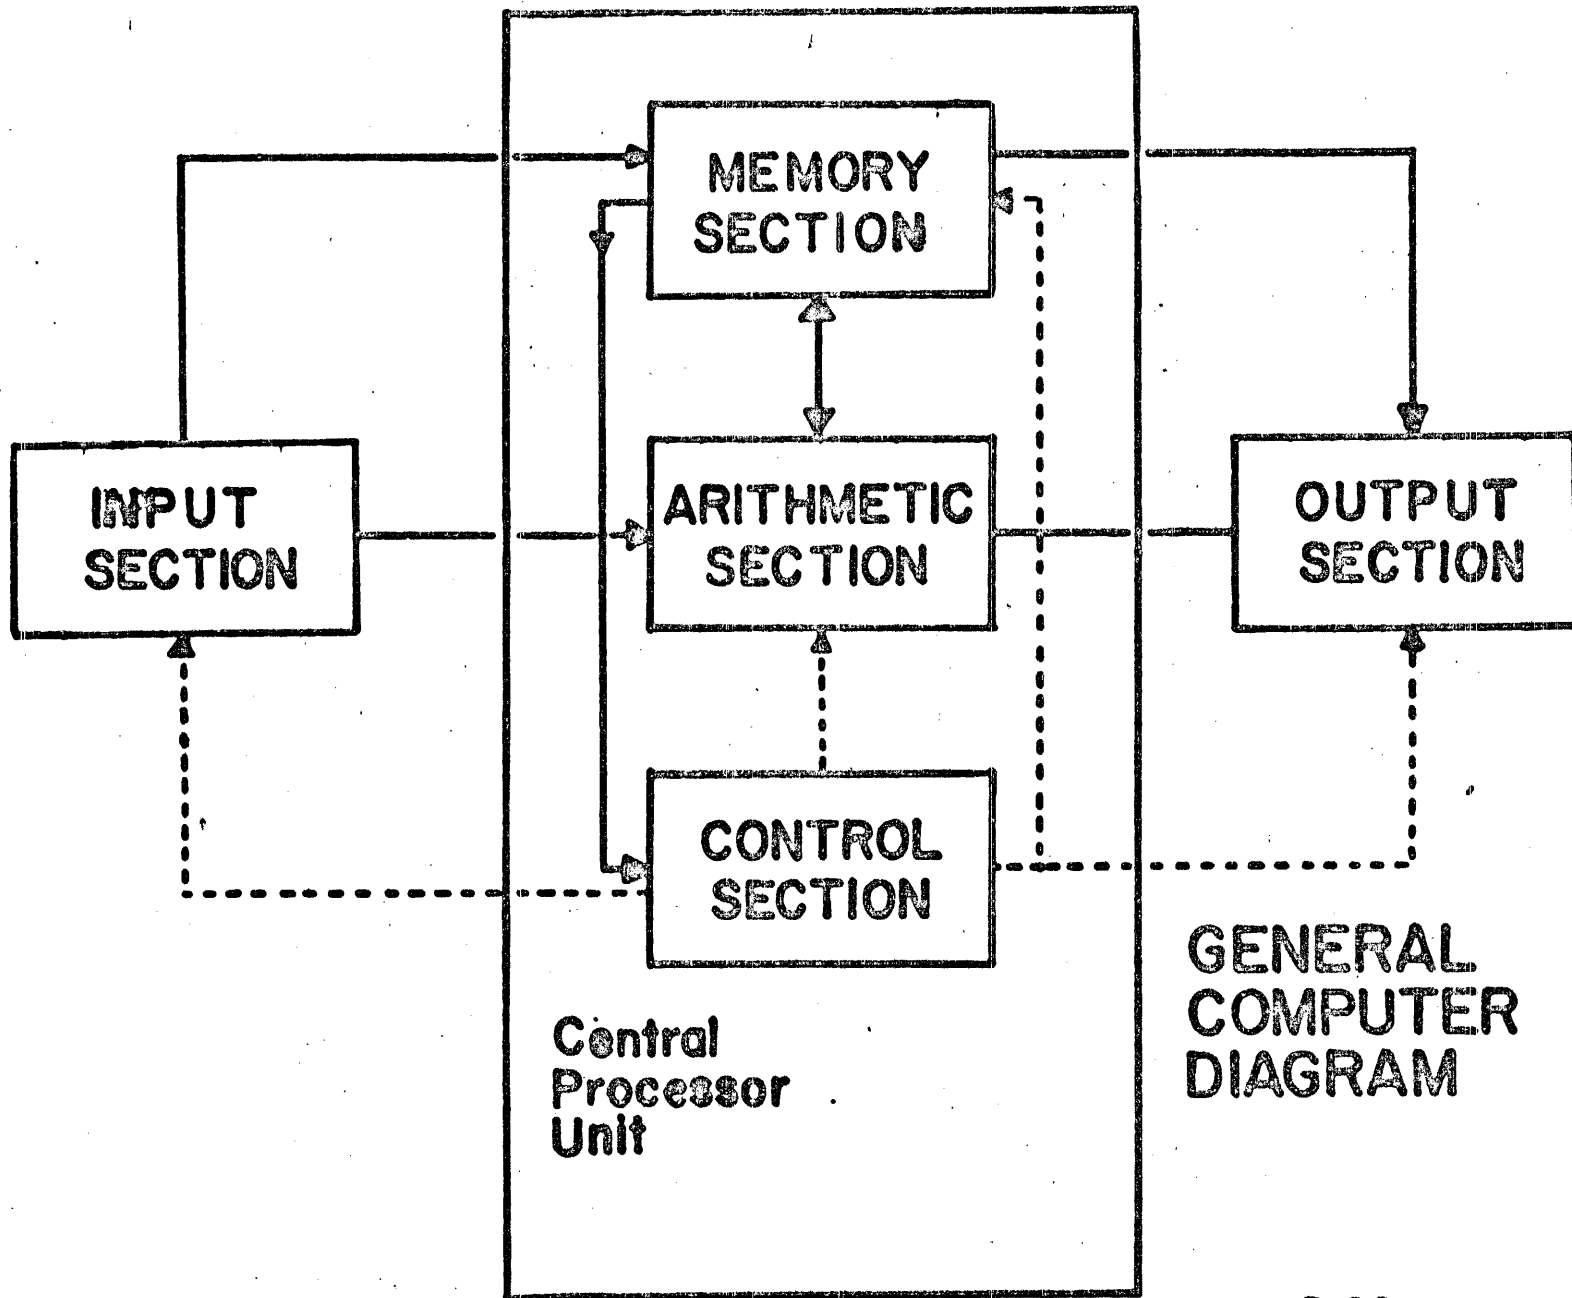 MEMORY
SECTION
INPUT
SECTION
ARITHMETIC
SECTION
OUTPUT
SECTION
CONTROL
SECTION
Central
Processor
Unit
GENERAL
COMPUTER
DIAGRAM